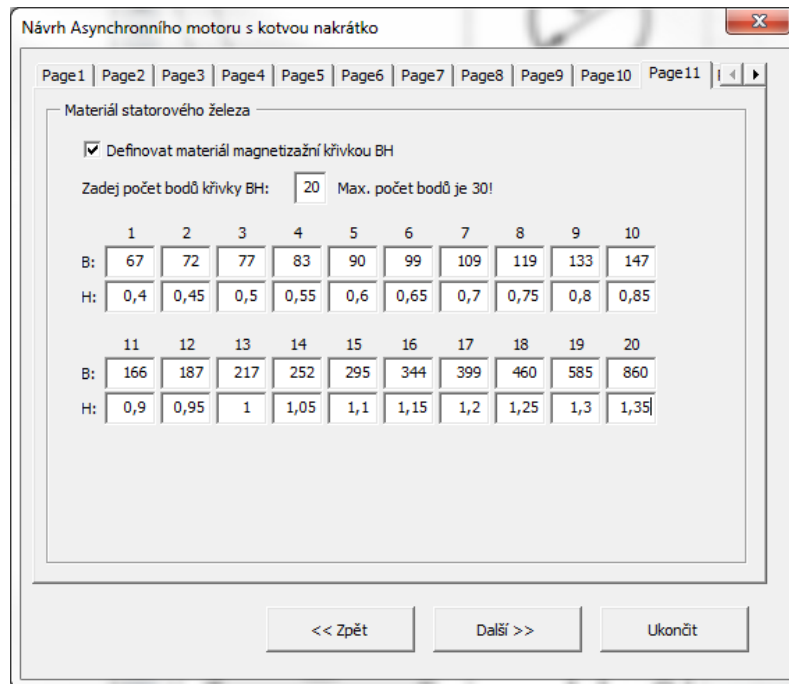 Návrh Asynchronního motoru s kotvou nakrátko
Page1 Page2 Page3 Page4 Page5 Page6 Page7 Page8 Page9 Page10 Page11
Materiál statorového železa
Definovat materiál magnetizažní křivkou BH
Zadej počet bodů křivky BH: 20 Max. počet bodů je 30!
1 2 3 4 5 6 7 8 9 10
B: 67 72 77 83 90 99 109 119 133 147
H: 0,4 0,45 0,5 0,55 0,6 0,65 0,7 0,75 0,8 0,85
11 12 13 14 15 16 17 18 19 20
B: 166 187 217 252 295 344 399 460 585 860
H: 0,9 0,95 1 1,05 1,1 1,15 1,2 1,25 1,3 1,35
<< Zpět Další >> Ukončit